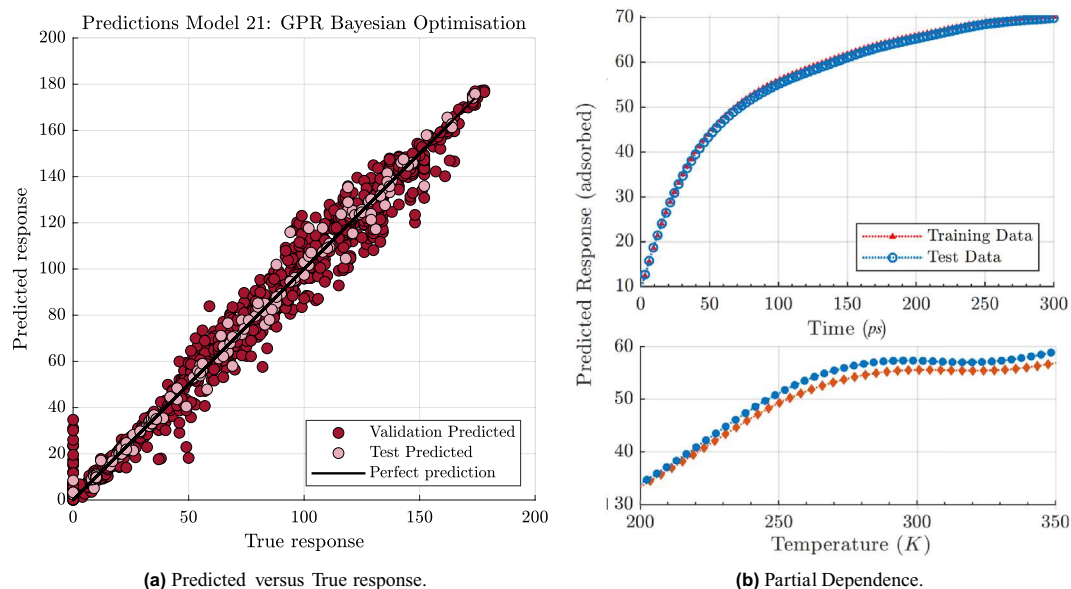 Predictions Model 21: GPR Bayesian Optimisation
200
180
160
140
120
100
80
60
40
20
0
0
50
100
150
200
Predicted response
True response
Validation Predicted
Test Predicted
Perfect prediction
(a) Predicted versus True response.
Predicted Response (adsorbed)
70
60
50
40
30
20
10
0
50
100
150
200
250
300
Time (ps)
Training Data
Test Data
60
50
40
30
200
250
300
350
Temperature (K)
(b) Partial Dependence.